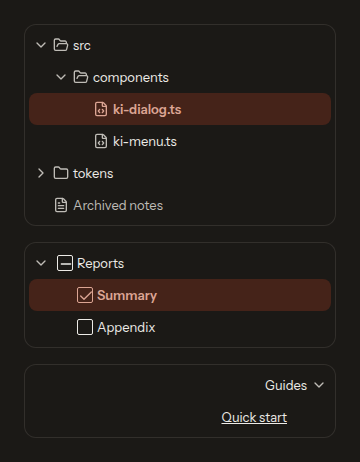 src
components
ki-dialog.ts
ki-menu.ts
tokens
Archived notes
Reports
Summary
Appendix
Guides
Quick start